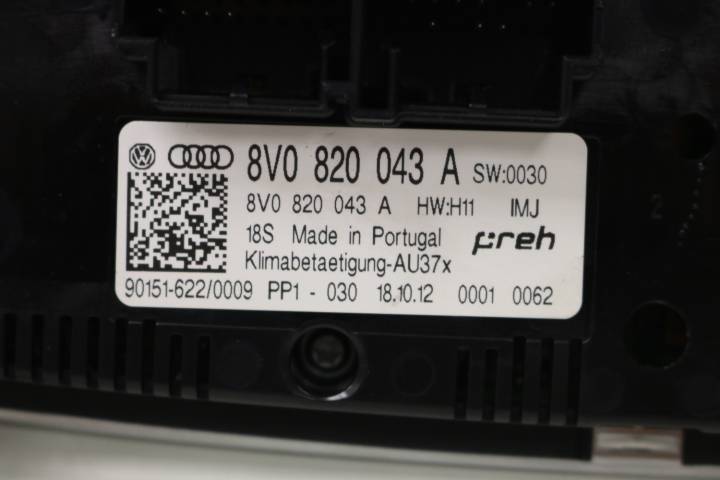 8V0 820 043 A SW:0030
8V0 820 043 A HW:H11 IMJ
18S Made in Portugal preh
Klimabetaetigung-AU37x
90151-622/0009 PP1 - 030 18.10.12 0001 0062
2